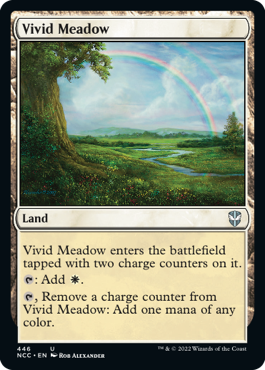 Vivid Meadow
Land
Vivid Meadow enters the battlefield
tapped with two charge counters on it.
: Add .
, Remove a charge counter from
Vivid Meadow: Add one mana of any
color.
446 U
NCC • EN Rob Alexander
™ & © 2022 Wizards of the Coast